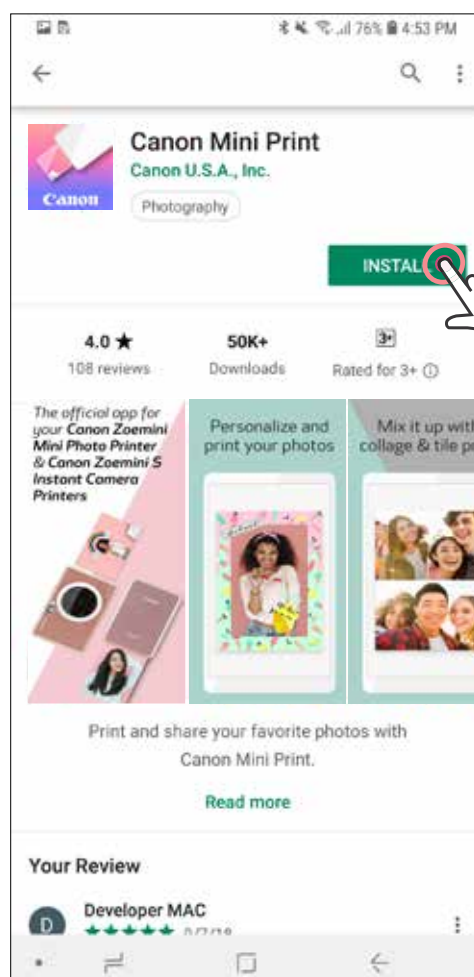 76% 4:53 PM
Canon Mini Print
Canon U.S.A., Inc.
Canon
Photography
INSTALL
4.0 ★ 50K+ 3+
108 reviews Downloads Rated for 3+
The official app for
your Canon Zoemini
Mini Photo Printer
& Canon Zoemini S
Instant Camera
Printers
Personalize and
print your photos
Mix it up with
collage & tile
Print and share your favorite photos with
Canon Mini Print.
Read more
Your Review
D
Developer MAC
★★★★★